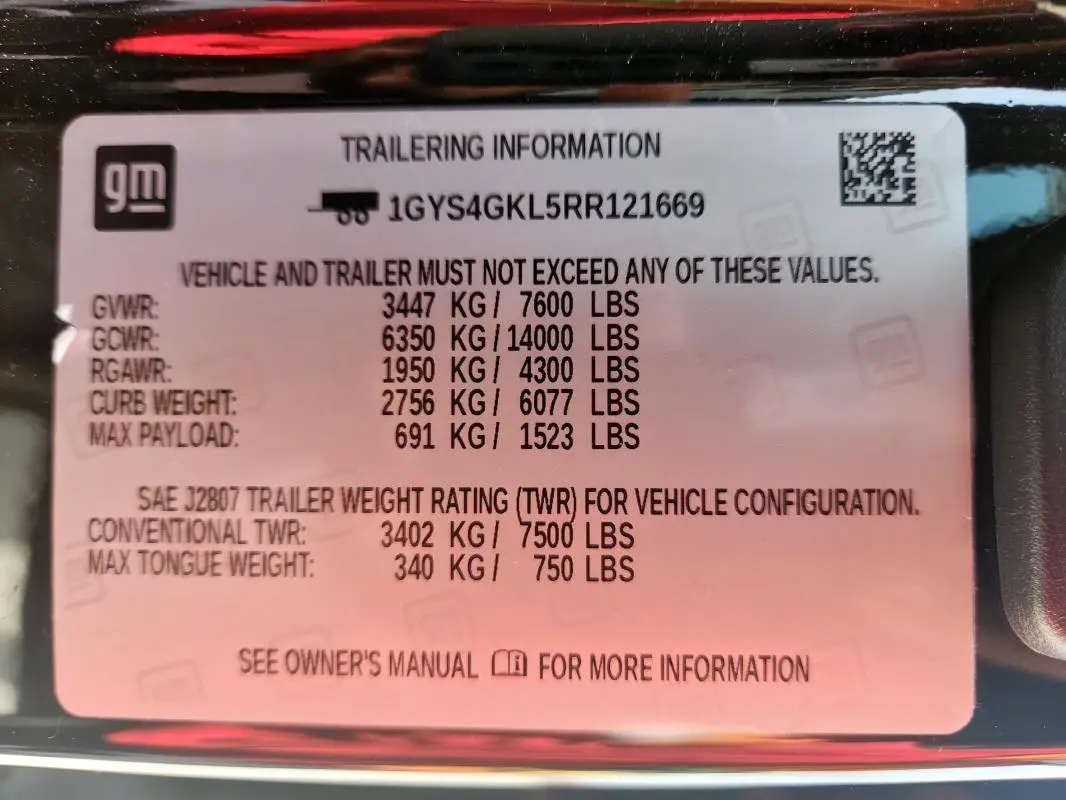 gm
TRAILERING INFORMATION
1GYS4GKL5RR121669
VEHICLE AND TRAILER MUST NOT EXCEED ANY OF THESE VALUES.
GVWR: 3447 KG / 7600 LBS
GCWR: 6350 KG / 14000 LBS
RGAWR: 1950 KG / 4300 LBS
CURB WEIGHT: 2756 KG / 6077 LBS
MAX PAYLOAD: 691 KG / 1523 LBS
SAE J2807 TRAILER WEIGHT RATING (TWR) FOR VEHICLE CONFIGURATION.
CONVENTIONAL TWR: 3402 KG / 7500 LBS
MAX TONGUE WEIGHT: 340 KG / 750 LBS
SEE OWNER'S MANUAL FOR MORE INFORMATION